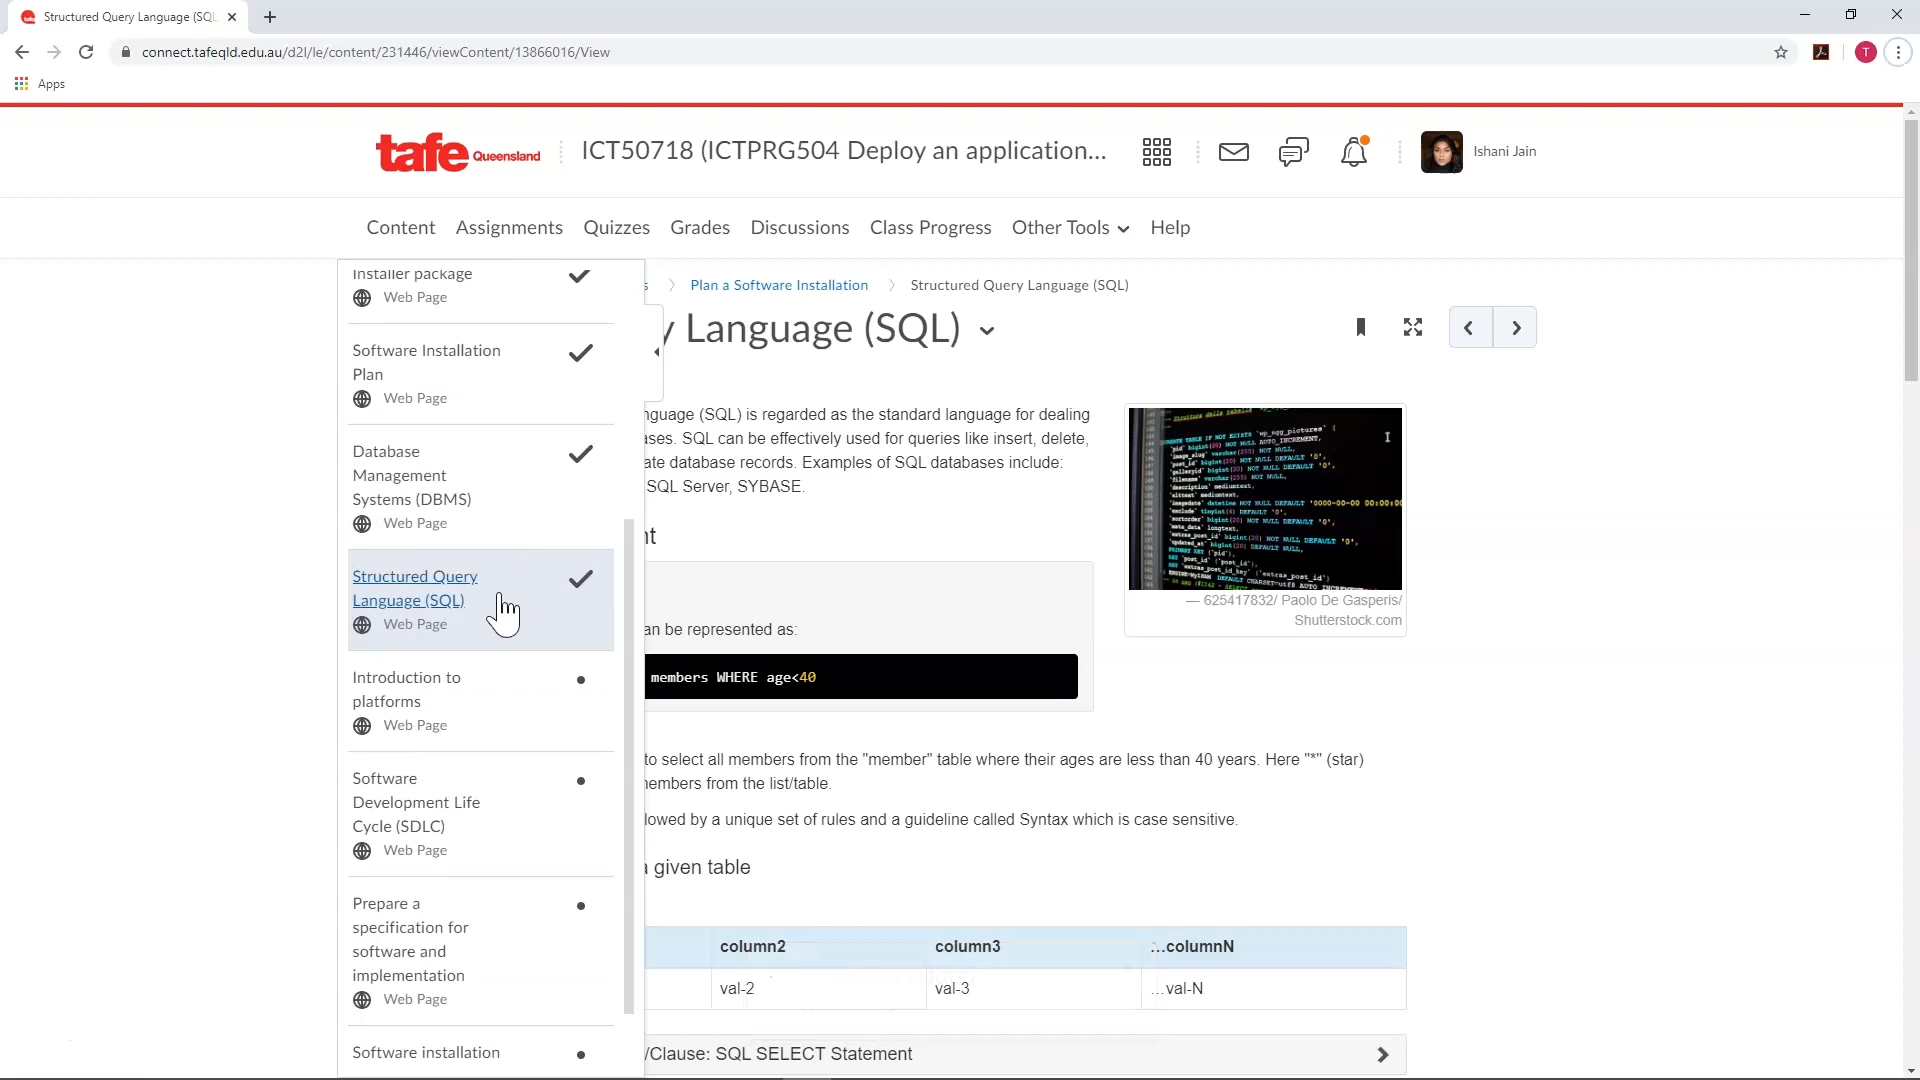 Structured Query Language (SQL
connect.tafeqld.edu.au/d2l/le/content/231446/viewContent/13866016/View
T
Apps
tafe Queensland
ICT50718 (ICTPRG504 Deploy an application...
Ishani Jain
Content Assignments Quizzes Grades Discussions Class Progress Other Tools Help
Installer package
Web Page
Software Installation
Plan
Web Page
Database
Management
Systems (DBMS)
Web Page
Structured Query
Language (SQL)
Web Page
Introduction to
platforms
Web Page
Software
Development Life
Cycle (SDLC)
Web Page
Prepare a
specification for
software and
implementation
Web Page
Software installation
s Plan a Software Installation Structured Query Language (SQL)
y Language (SQL)
nguage (SQL) is regarded as the standard language for dealing
ases. SQL can be effectively used for queries like insert, delete,
ate database records. Examples of SQL databases include:
SQL Server, SYBASE.
— 625417832/ Paolo De Gasperis/
Shutterstock.com
nt
an be represented as:
members WHERE age<40
to select all members from the "member" table where their ages are less than 40 years. Here "*" (star)
embers from the list/table.
lowed by a unique set of rules and a guideline called Syntax which is case sensitive.
a given table
column2 column3 ...columnN
val-2 val-3 ...val-N
/Clause: SQL SELECT Statement